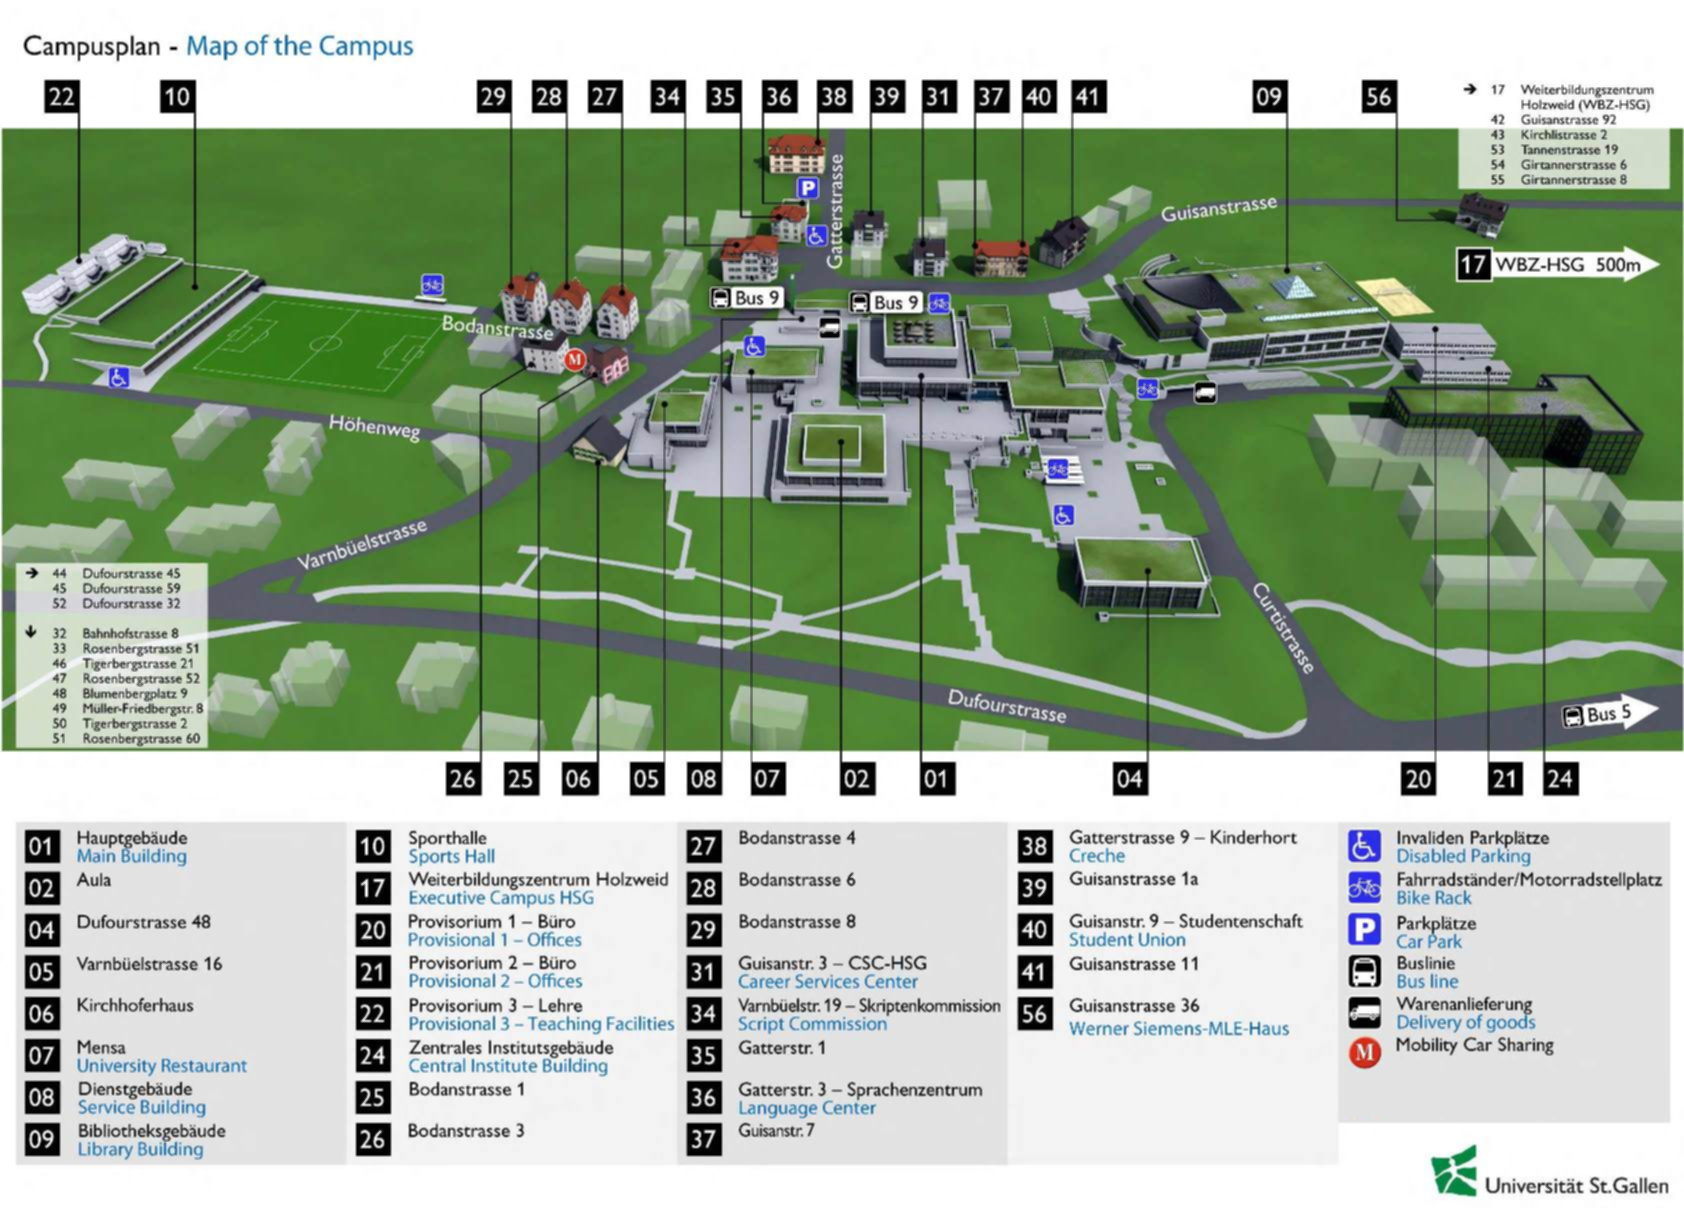 Campusplan - Map of the Campus
22
10
29
28
27
34
35
36
38
39
31
37
40
41
09
56
→ 17 Weiterbildungszentrum
Holzweid (WBZ-HSG)
42 Guisanstrasse 92
43 Kirchlistrasse 2
53 Tannenstrasse 19
54 Girtannerstrasse 6
55 Girtannerstrasse 8
Gatterstrasse
P
Guisanstrasse
17 WBZ-HSG 500m
Bus 9
Bus 9
Bodanstrasse
M
Höhenweg
Varnbüelstrasse
→ 44 Dufourstrasse 45
45 Dufourstrasse 59
52 Dufourstrasse 32
↓ 32 Bahnhofstrasse 8
33 Rosenbergstrasse 51
46 Tigerbergstrasse 21
47 Rosenbergstrasse 52
48 Blumenbergplatz 9
49 Müller-Friedbergstr. 8
50 Tigerbergstrasse 2
51 Rosenbergstrasse 60
Curtistrasse
Dufourstrasse
Bus 5
26
25
06
05
08
07
02
01
04
20
21
24
01 Hauptgebäude
Main Building
02 Aula
04 Dufourstrasse 48
05 Varnbüelstrasse 16
06 Kirchhoferhaus
07 Mensa
University Restaurant
08 Dienstgebäude
Service Building
09 Bibliotheksgebäude
Library Building
10 Sporthalle
Sports Hall
17 Weiterbildungszentrum Holzweid
Executive Campus HSG
20 Provisorium 1 – Büro
Provisional 1 – Offices
21 Provisorium 2 – Büro
Provisional 2 – Offices
22 Provisorium 3 – Lehre
Provisional 3 – Teaching Facilities
24 Zentrales Institutsgebäude
Central Institute Building
25 Bodanstrasse 1
26 Bodanstrasse 3
27 Bodanstrasse 4
28 Bodanstrasse 6
29 Bodanstrasse 8
31 Guisanstr. 3 – CSC-HSG
Career Services Center
34 Varnbüelstr. 19 – Skriptenkommission
Script Commission
35 Gatterstr. 1
36 Gatterstr. 3 – Sprachenzentrum
Language Center
37 Guisanstr. 7
38 Gatterstrasse 9 – Kinderhort
Creche
39 Guisanstrasse 1a
40 Guisanstr. 9 – Studentenschaft
Student Union
41 Guisanstrasse 11
56 Guisanstrasse 36
Werner Siemens-MLE-Haus
Invaliden Parkplätze
Disabled Parking
Fahrradständer/Motorradstellplatz
Bike Rack
P Parkplätze
Car Park
Buslinie
Bus line
Warenanlieferung
Delivery of goods
M Mobility Car Sharing
Universität St.Gallen